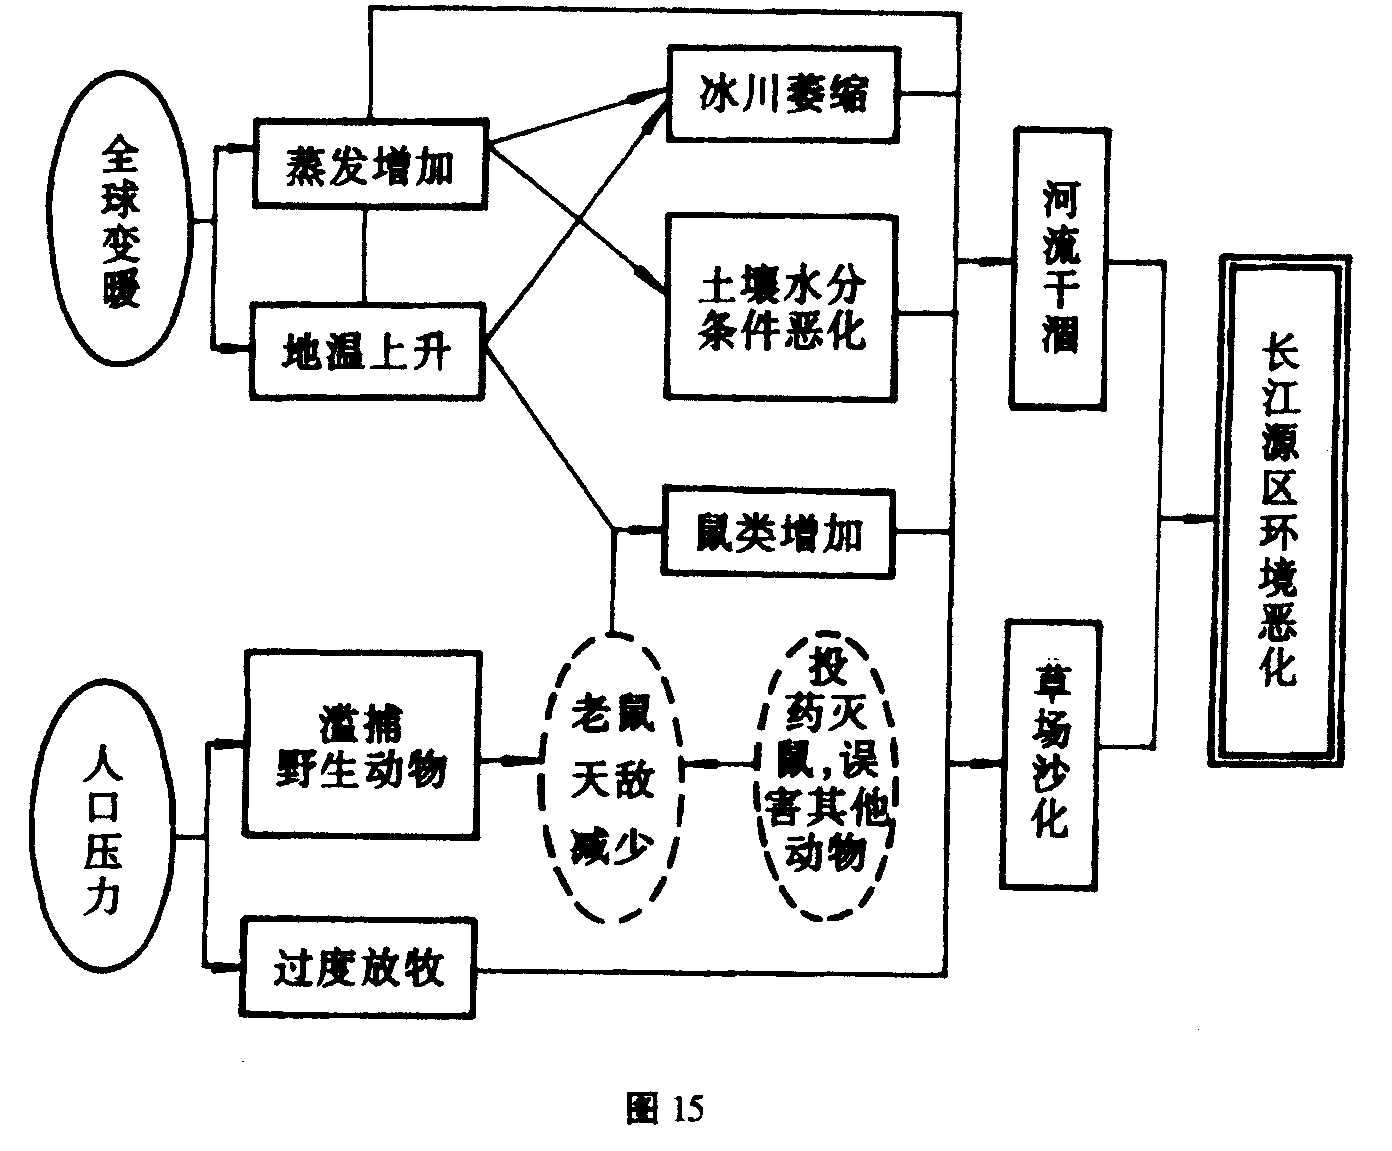 全球变暖
蒸发增加
地温上升
冰川萎缩
土壤水分
条件恶化
鼠类增加
河流干涸
人口压力
滥捕
野生动物
过度放牧
老鼠
天敌
减少
投
药灭
鼠,误
害其他
动物
草场沙化
长江源区环境恶化
图 15